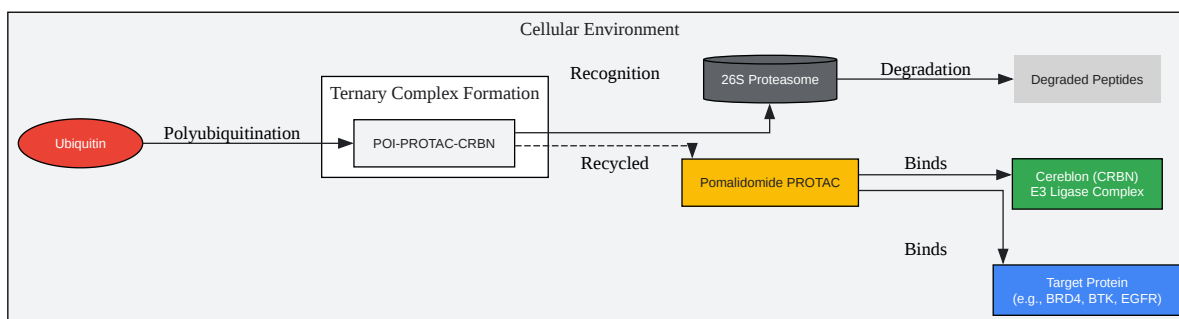 Cellular Environment
Ternary Complex Formation
Recognition
26S Proteasome
Degradation
Degraded Peptides
Ubiquitin
Polyubiquitination
POI-PROTAC-CRBN
Recycled
Pomalidomide PROTAC
Binds
Cereblon (CRBN)
E3 Ligase Complex
Binds
Target Protein
(e.g., BRD4, BTK, EGFR)